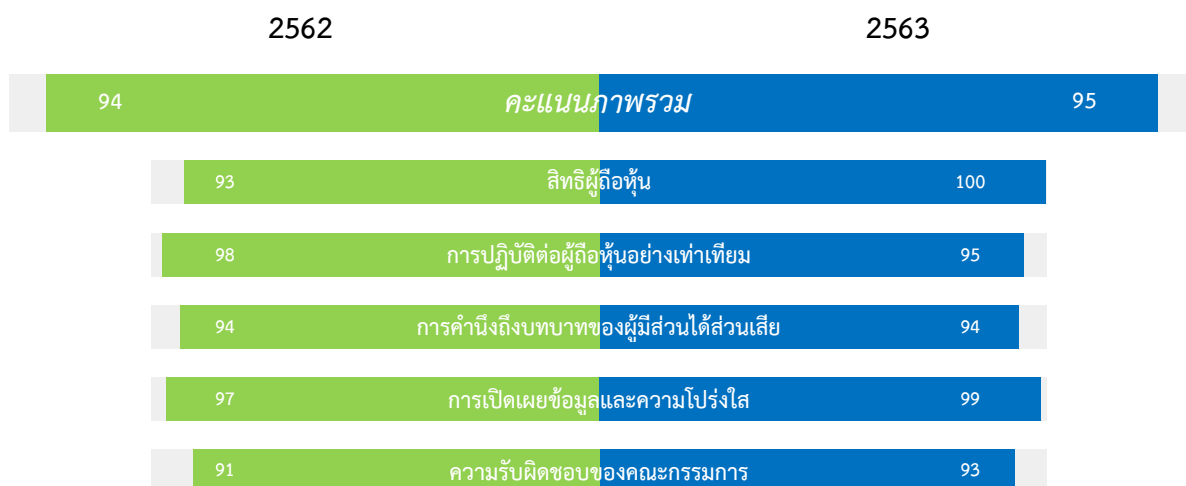 2562 2563
94 คะแนนภาพรวม 95
93 สิทธิผู้ถือหุ้น 100
98 การปฏิบัติต่อผู้ถือหุ้นอย่างเท่าเทียม 95
94 การคำนึงถึงบทบาทของผู้มีส่วนได้ส่วนเสีย 94
97 การเปิดเผยข้อมูลและความโปร่งใส 99
91 ความรับผิดชอบของคณะกรรมการ 93